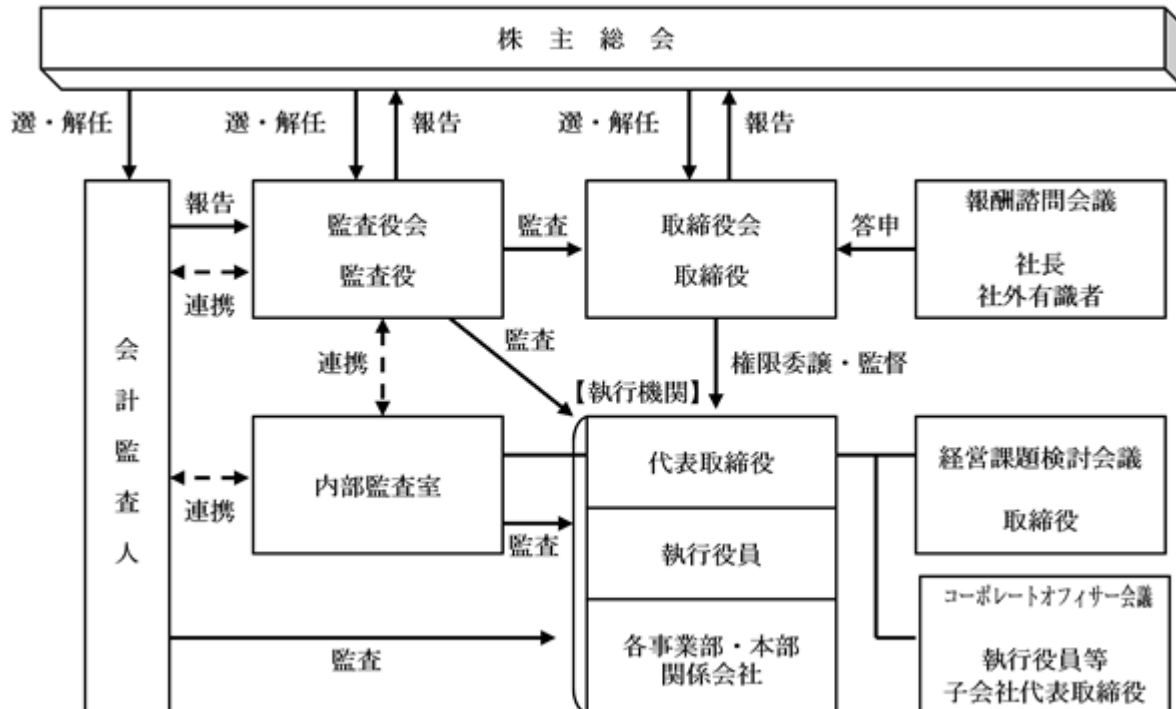 株主総会
選・解任
選・解任
報告
選・解任
報告
会計監査人
報告
連携
監査役会
監査役
監査
取締役会
取締役
答申
報酬諮問会議
社長
社外有識者
連携
監査
権限委譲・監督
【執行機関】
連携
内部監査室
監査
代表取締役
執行役員
各事業部・本部
関係会社
経営課題検討会議
取締役
コーポレートオフィサー会議
執行役員等
子会社代表取締役
監査